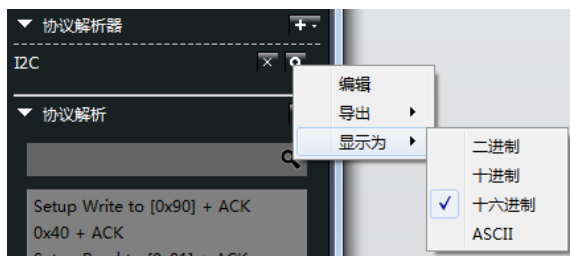 协议解析器
I2C
编辑
导出
显示为
二进制
十进制
十六进制
ASCII
协议解析
Setup Write to [0x90] + ACK
0x40 + ACK